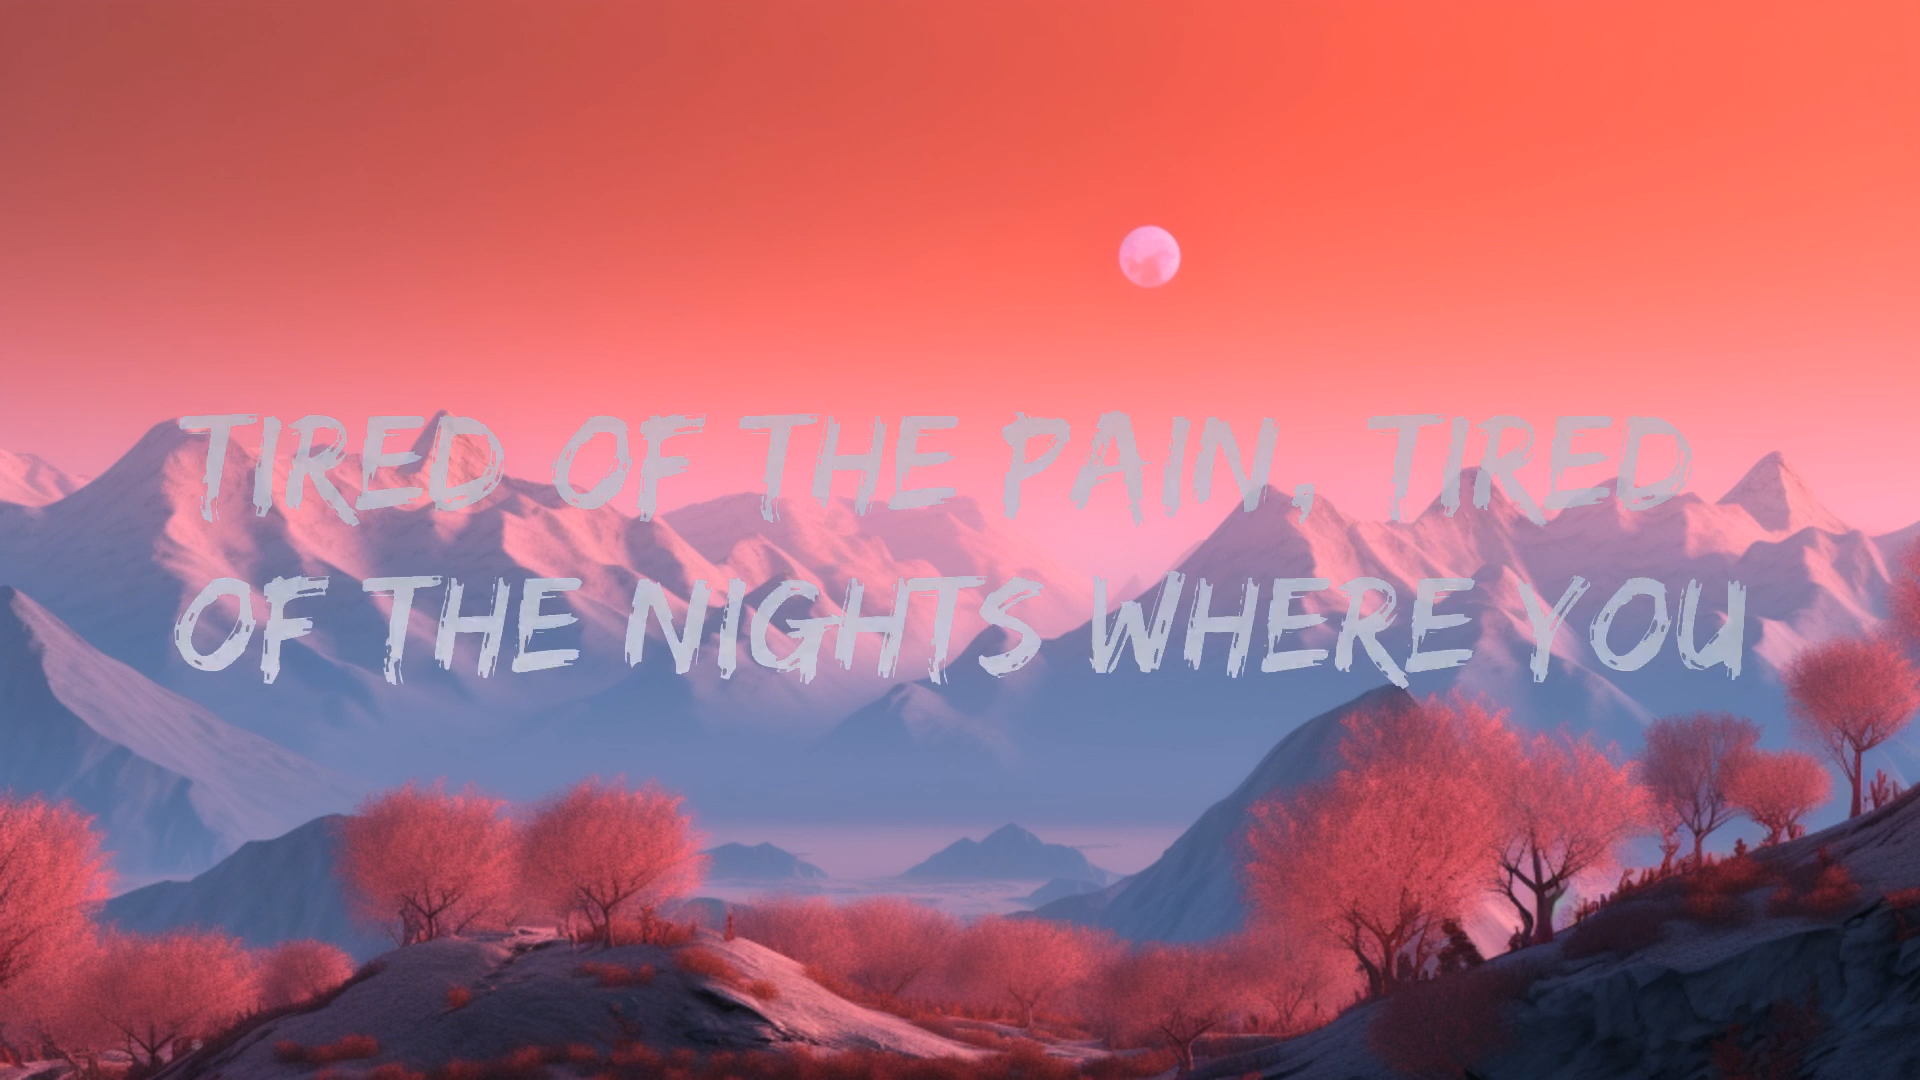 TIRED OF THE PAIN, TIRED
OF THE NIGHTS WHERE YOU